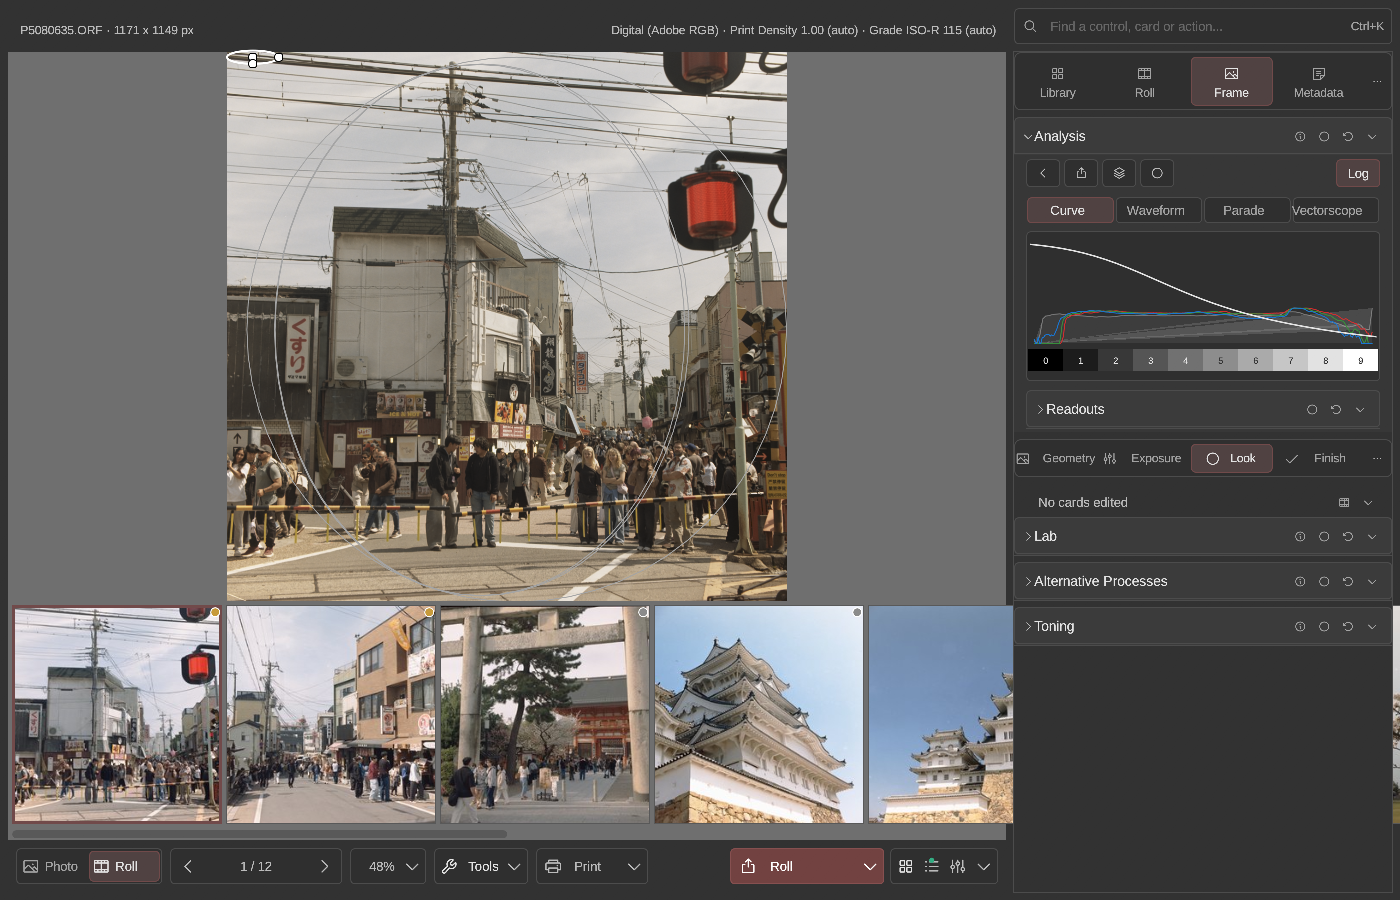 P5080635.ORF · 1171 x 1149 px
Digital (Adobe RGB) · Print Density 1.00 (auto) · Grade ISO-R 115 (auto)
Find a control, card or action...
Ctrl+K
Library
Roll
Frame
Metadata
...
Analysis
Log
Curve
Waveform
Parade
Vectorscope
0 1 2 3 4 5 6 7 8 9
Readouts
Geometry
Exposure
Look
Finish
...
No cards edited
Lab
Alternative Processes
Toning
くすり
Photo
Roll
1 / 12
48%
Tools
Print
Roll